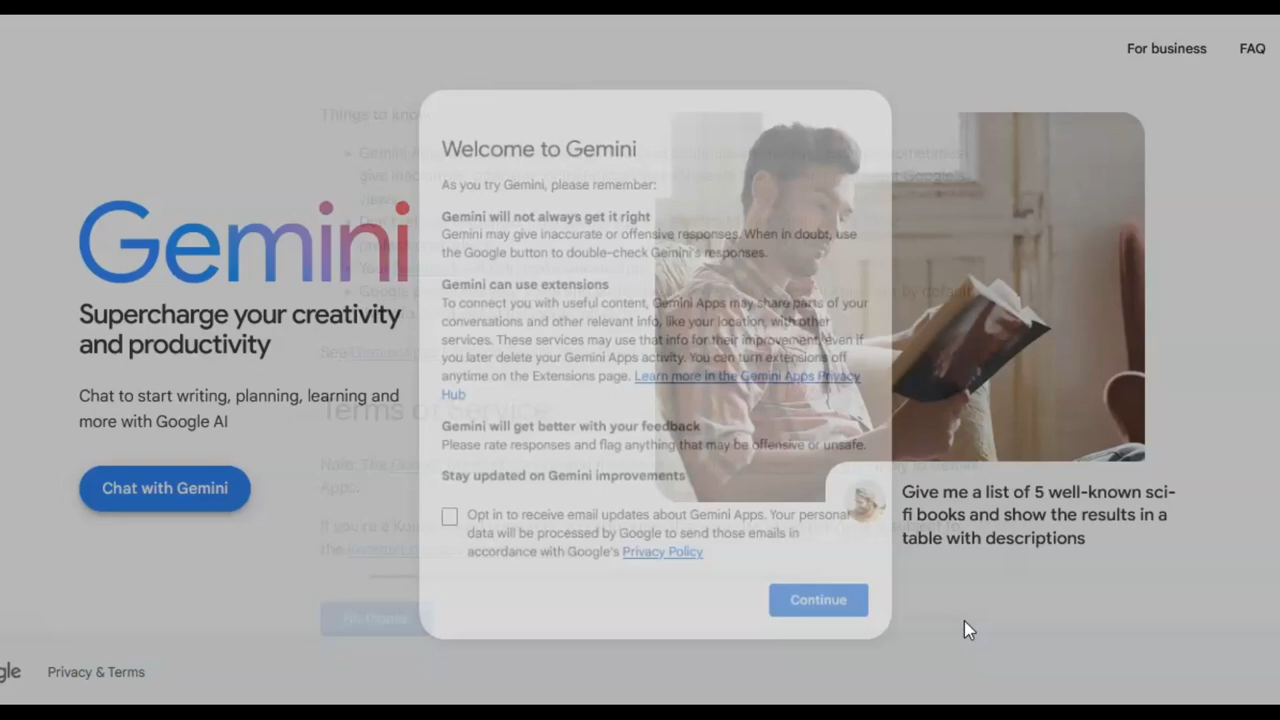 For business
FAQ
Things to kno
Gemini
Supercharge your creativity
and productivity
Chat to start writing, planning, learning and
more with Google AI
Chat with Gemini
Welcome to Gemini
As you try Gemini, please remember:
Gemini will not always get it right
Gemini may give inaccurate or offensive responses. When in doubt, use
the Google button to double-check Gemini's responses.
Gemini can use extensions
To connect you with useful content, Gemini Apps may share parts of your
conversations and other relevant info, like your location, with other
services. These services may use that info for their improvement, even if
you later delete your Gemini Apps activity. You can turn extensions off
anytime on the Extensions page. Learn more in the Gemini Apps Privacy
Hub
Gemini will get better with your feedback
Please rate responses and flag anything that may be offensive or unsafe.
Stay updated on Gemini improvements
Opt in to receive email updates about Gemini Apps. Your personal
data will be processed by Google to send those emails in
accordance with Google's Privacy Policy
Continue
Terms of Service
Give me a list of 5 well-known sci-
fi books and show the results in a
table with descriptions
gle
Privacy & Terms